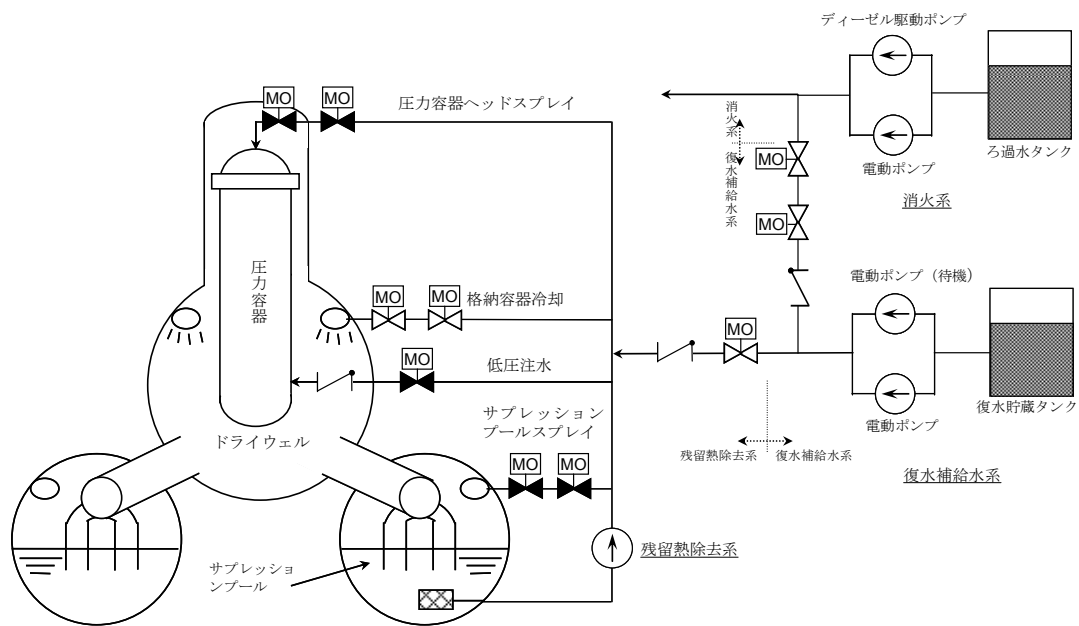 ディーゼル駆動ポンプ
電動ポンプ
ろ過水タンク
消火系
MO
MO
圧力容器ヘッドスプレイ
消火系
復水補給水系
MO
MO
圧力容器
MO
MO
格納容器冷却
MO
低圧注水
MO
電動ポンプ（待機）
電動ポンプ
復水貯蔵タンク
復水補給水系
残留熱除去系
復水補給水系
サプレッション
プールスプレイ
ドライウェル
MO
MO
残留熱除去系
サプレッショ
ンプール